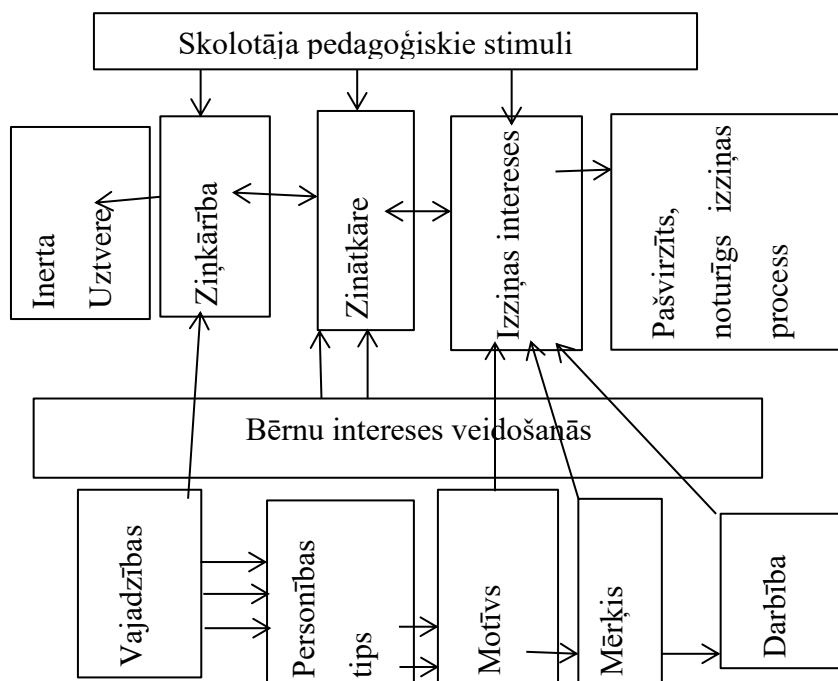 Skolotāja pedagoģiskie stimuli
Inerta
Uztvere
Ziņkārība
Zinātkāre
Izziņas intereses
Pašvirzīts,
noturīgs izziņas
process
Bērnu intereses veidošanās
Vajadzības
Personības
tips
Motīvs
Mērķis
Darbība